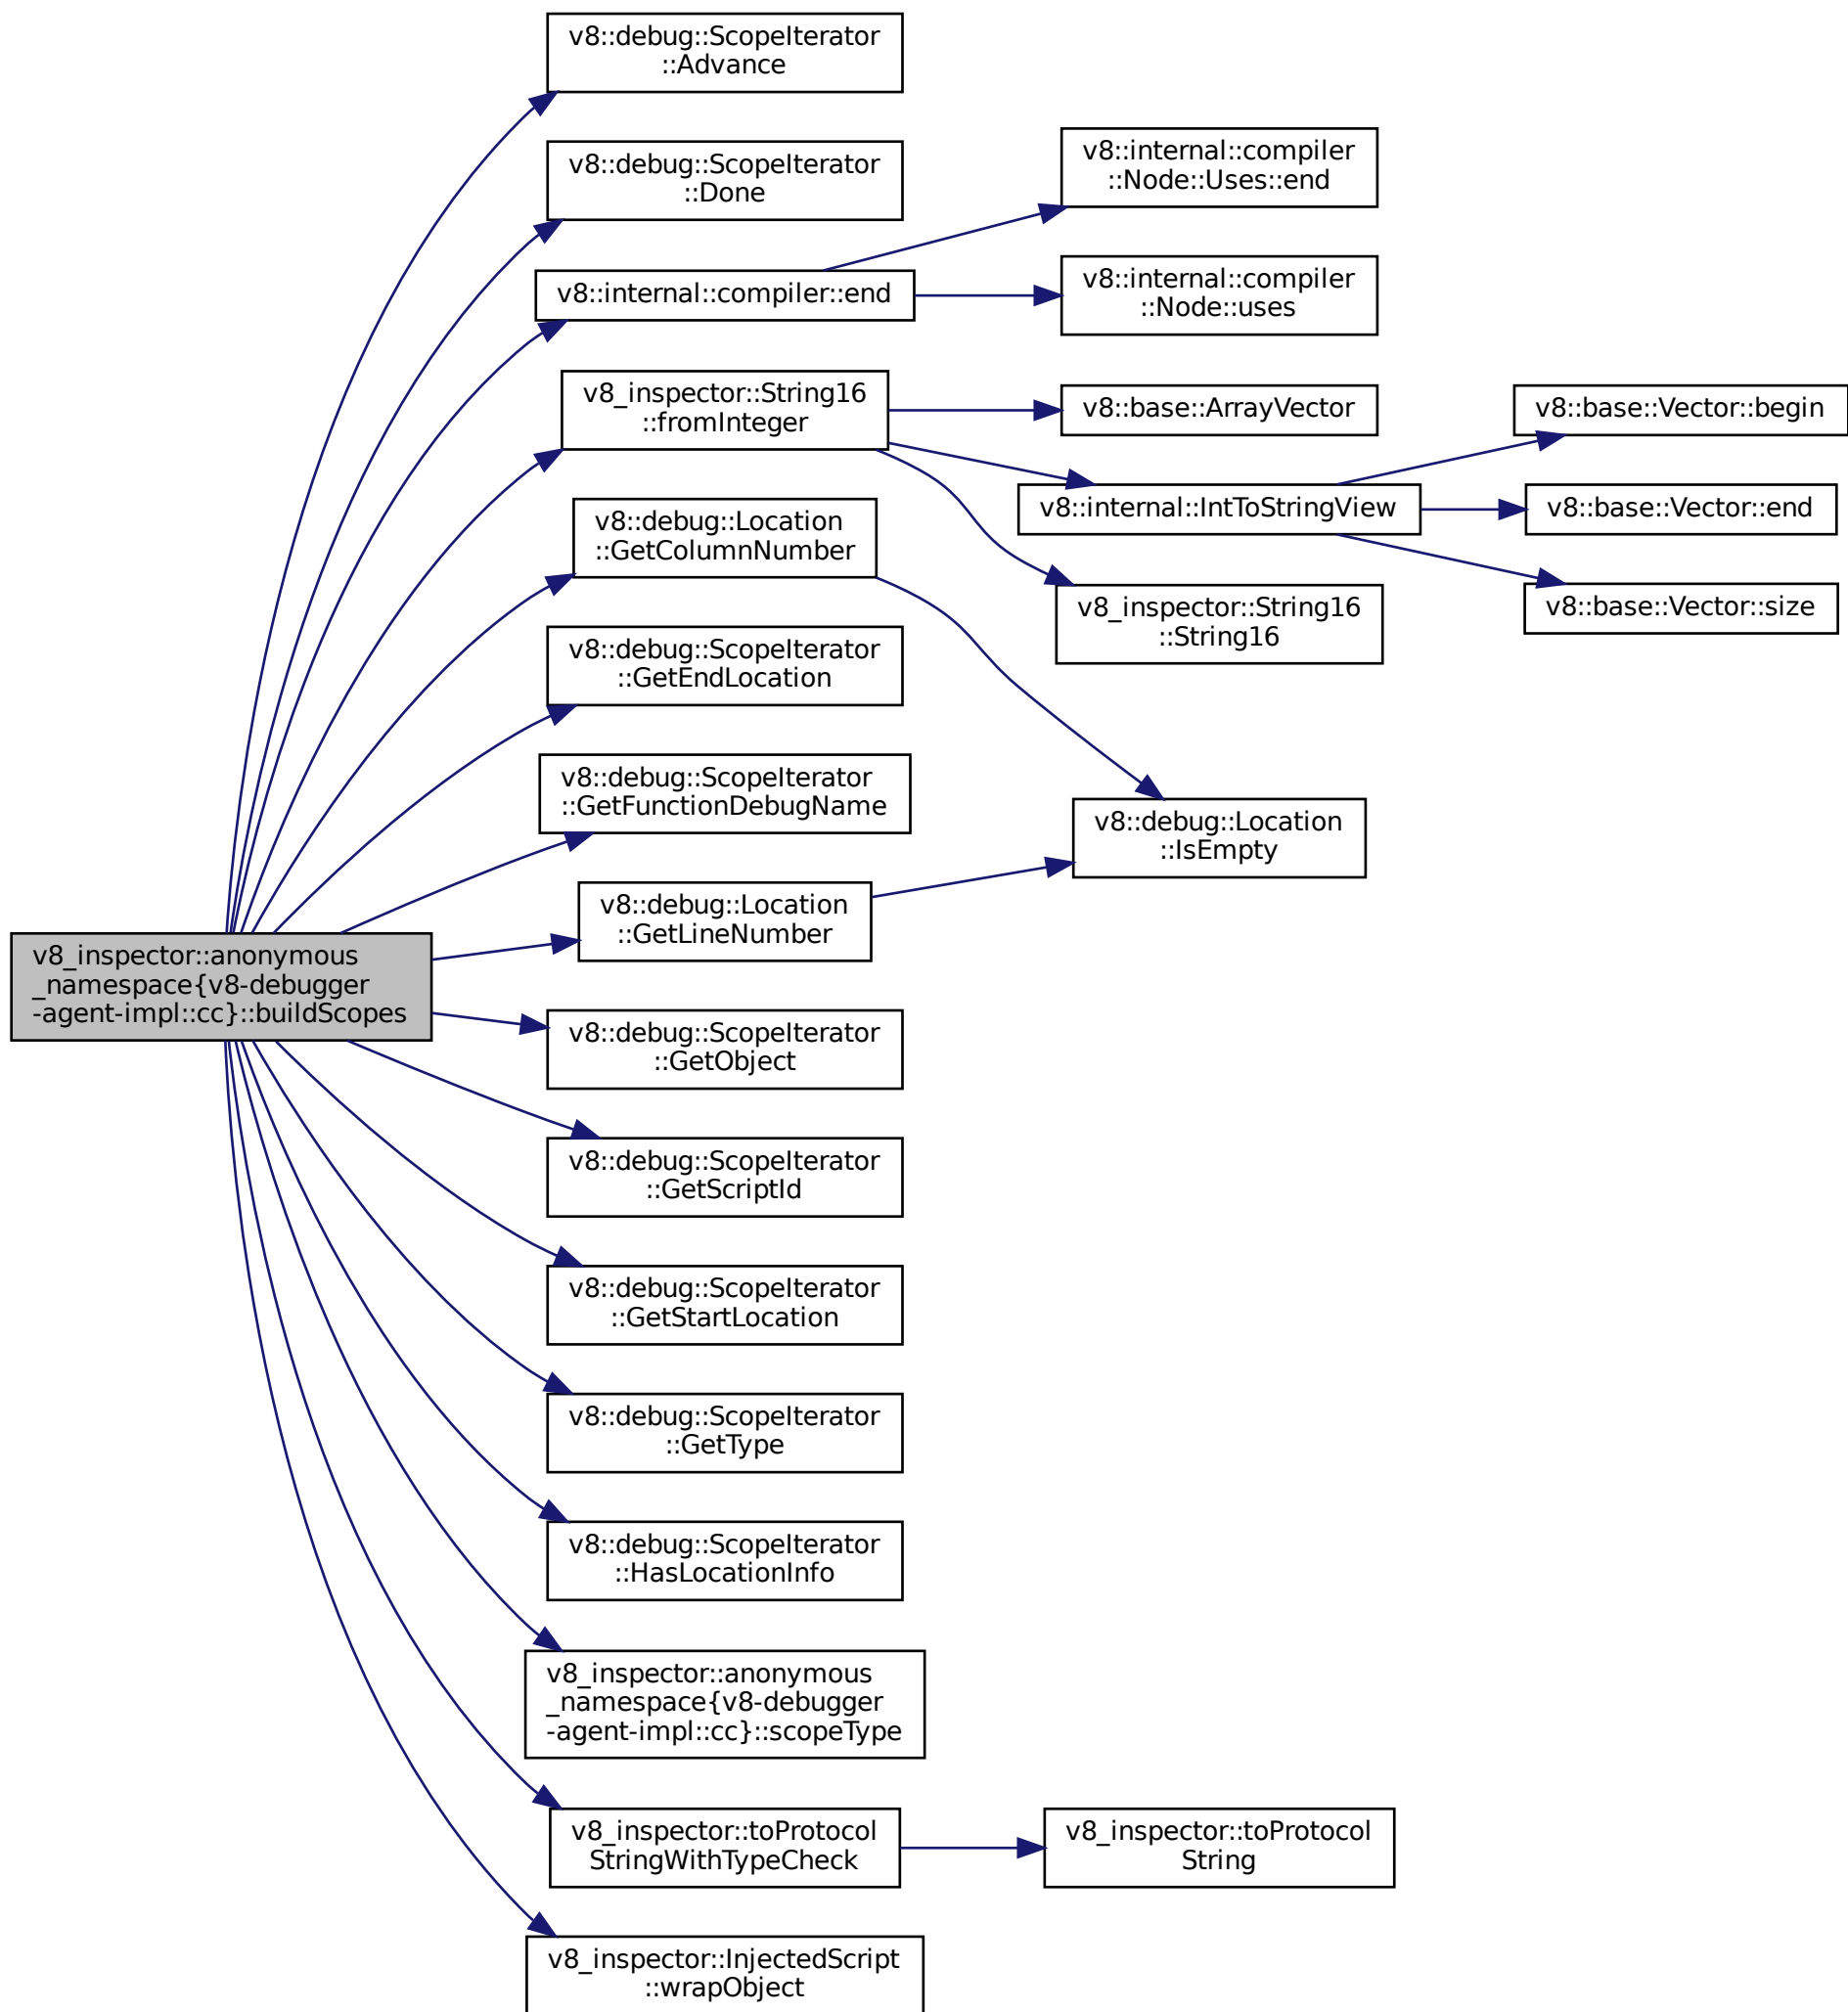 v8::debug::ScopeIterator
::Advance
v8::debug::ScopeIterator
::Done
v8::internal::compiler::end
v8::internal::compiler
::Node::Uses::end
v8::internal::compiler
::Node::uses
v8_inspector::String16
::fromInteger
v8::base::ArrayVector
v8::internal::IntToStringView
v8::base::Vector::begin
v8::base::Vector::end
v8::base::Vector::size
v8_inspector::String16
::String16
v8::debug::Location
::GetColumnNumber
v8::debug::ScopeIterator
::GetEndLocation
v8::debug::ScopeIterator
::GetFunctionDebugName
v8::debug::Location
::IsEmpty
v8::debug::Location
::GetLineNumber
v8_inspector::anonymous
_namespace{v8-debugger
-agent-impl::cc}::buildScopes
v8::debug::ScopeIterator
::GetObject
v8::debug::ScopeIterator
::GetScriptId
v8::debug::ScopeIterator
::GetStartLocation
v8::debug::ScopeIterator
::GetType
v8::debug::ScopeIterator
::HasLocationInfo
v8_inspector::anonymous
_namespace{v8-debugger
-agent-impl::cc}::scopeType
v8_inspector::toProtocol
StringWithTypeCheck
v8_inspector::toProtocol
String
v8_inspector::InjectedScript
::wrapObject